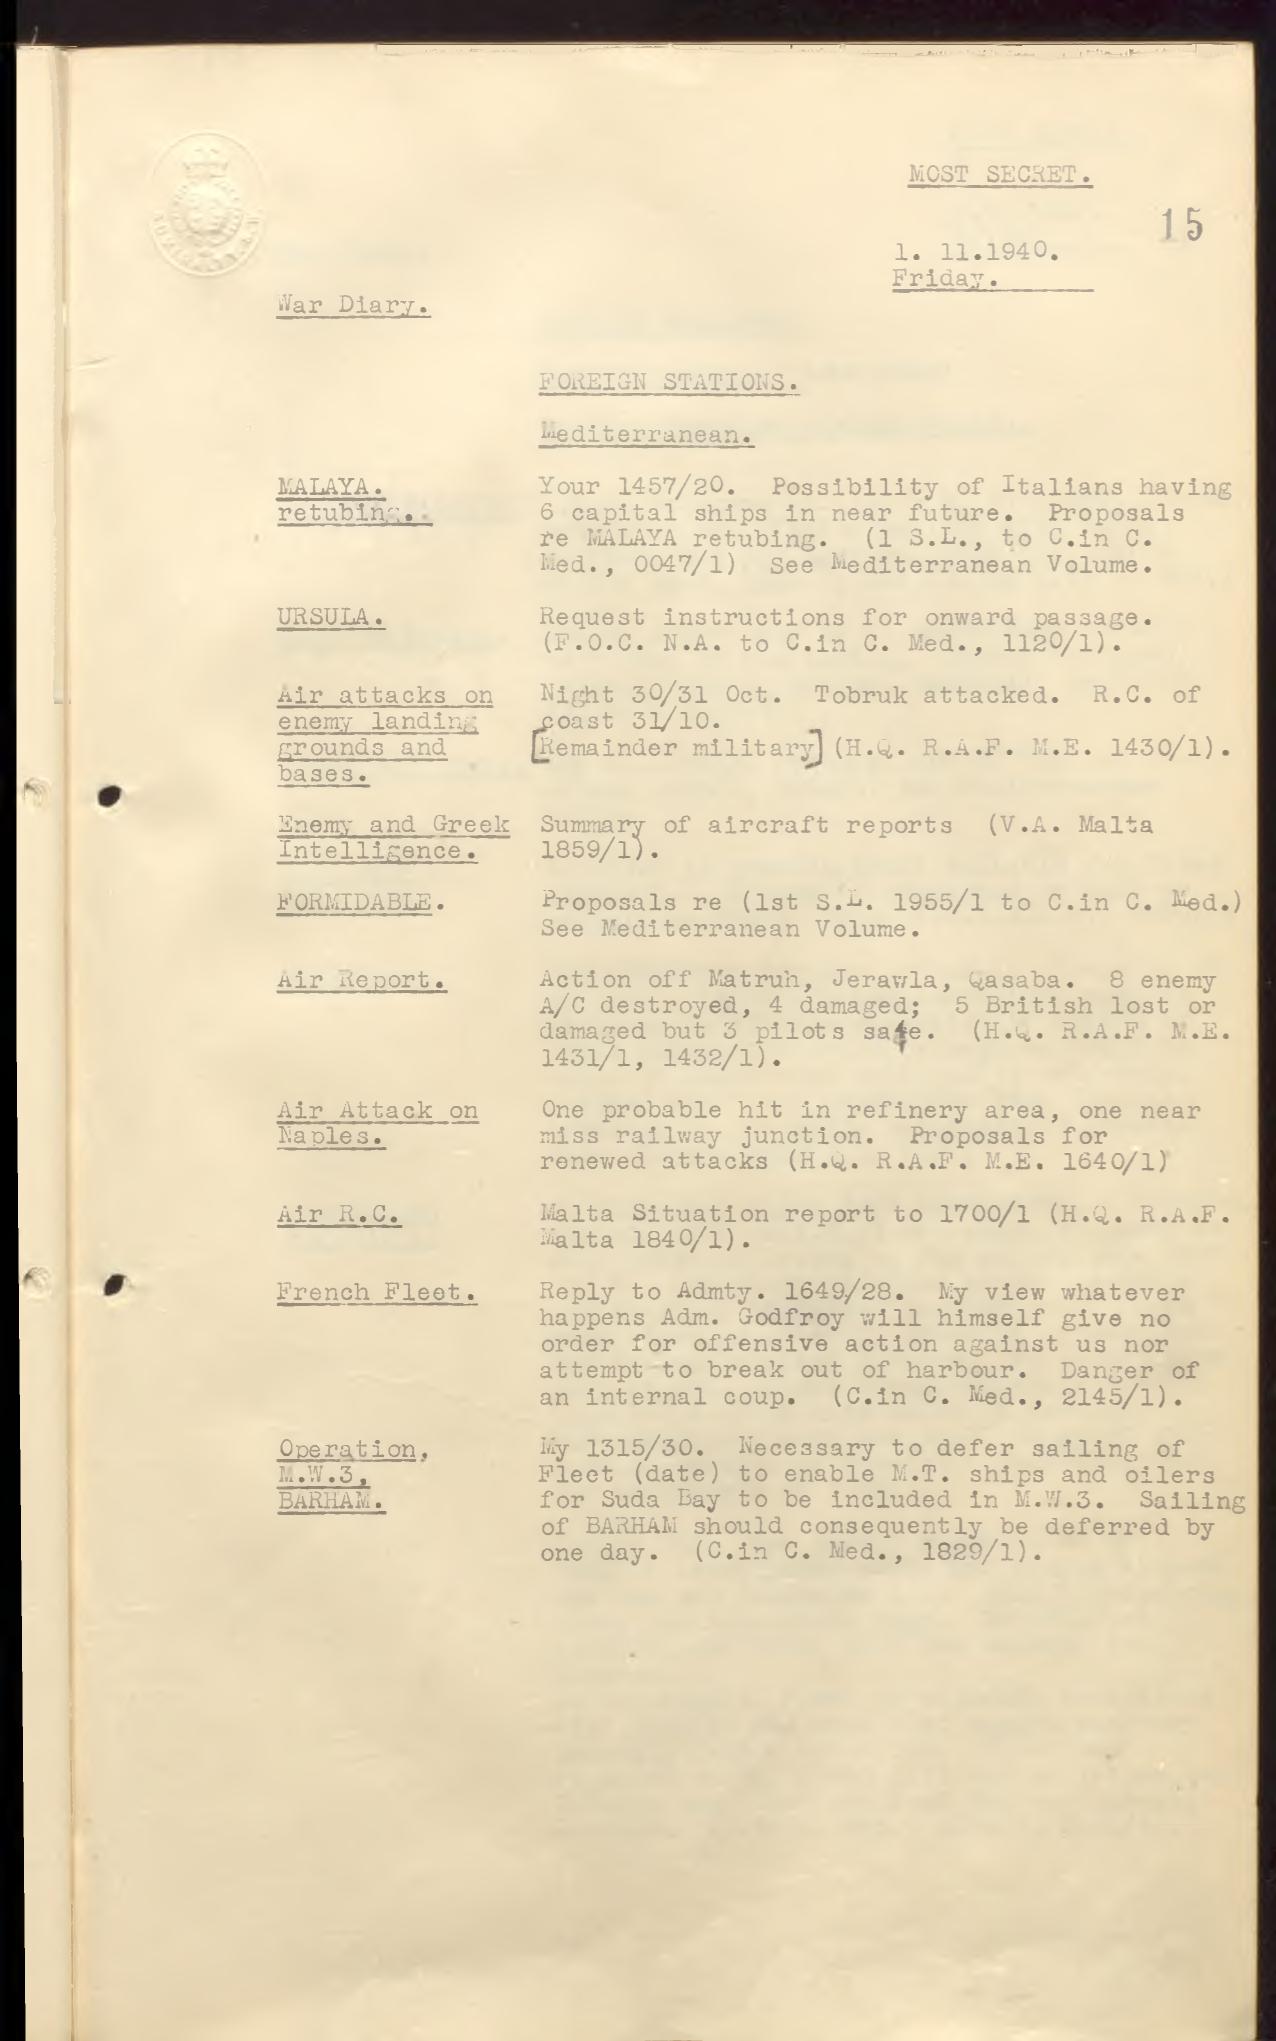 MOST SECRET.
15
1. 11.1940.
Friday.
War Diary.
FOREIGN STATIONS.
Mediterranean.
MALAYA.
retubing.
Your 1457/20. Possibility of Italians having
6 capital ships in near future. Proposals
re MALAYA retubing. (1 S.L., to C.in C.
Med., 0047/1) See Mediterranean Volume.
URSULA.
Request instructions for onward passage.
(F.O.C. N.A. to C.in C. Med., 1120/1).
Air attacks on
enemy landing
grounds and
bases.
Night 30/31 Oct. Tobruk attacked. R.C. of
coast 31/10.
[Remainder military] (H.Q. R.A.F. M.E. 1430/1).
Enemy and Greek
Intelligence.
Summary of aircraft reports (V.A. Malta
1859/1).
FORMIDABLE.
Proposals re (1st S.L. 1955/1 to C.in C. Med.)
See Mediterranean Volume.
Air Report.
Action off Matruh, Jerawla, Qasaba. 8 enemy
A/C destroyed, 4 damaged; 5 British lost or
damaged but 3 pilots safe. (H.Q. R.A.F. M.E.
1431/1, 1432/1).
Air Attack on
Naples.
One probable hit in refinery area, one near
miss railway junction. Proposals for
renewed attacks (H.Q. R.A.F. M.E. 1640/1)
Air R.C.
Malta Situation report to 1700/1 (H.Q. R.A.F.
Malta 1840/1).
French Fleet.
Reply to Admty. 1649/28. My view whatever
happens Adm. Godfroy will himself give no
order for offensive action against us nor
attempt to break out of harbour. Danger of
an internal coup. (C.in C. Med., 2145/1).
Operation,
M.W.3,
BARHAM.
My 1315/30. Necessary to defer sailing of
Fleet (date) to enable M.T. ships and oilers
for Suda Bay to be included in M.W.3. Sailing
of BARHAM should consequently be deferred by
one day. (C.in C. Med., 1829/1).